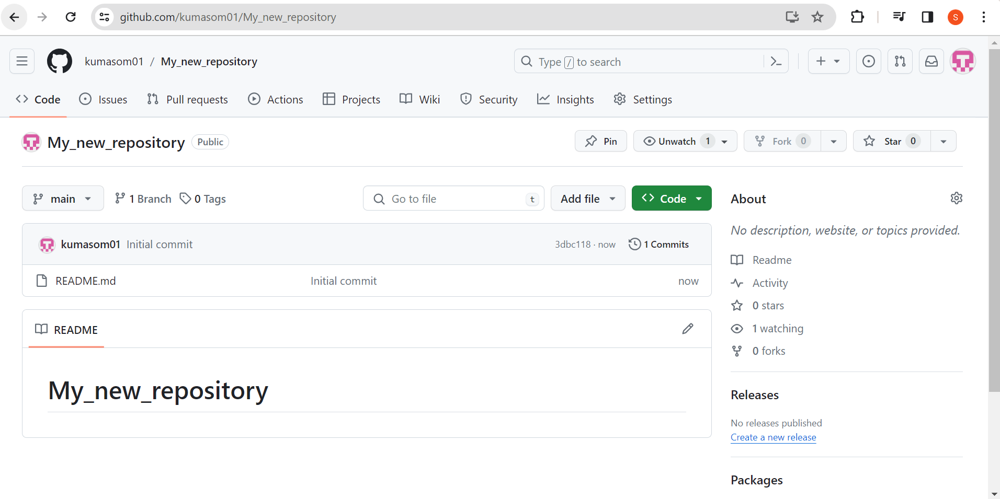 github.com/kumasom01/My_new_repository
S
kumasom01 / My_new_repository
Type / to search
Code Issues Pull requests Actions Projects Wiki Security Insights Settings
My_new_repository Public
Pin Unwatch 1 Fork 0 Star 0
main 1 Branch 0 Tags Go to file t Add file Code
kumasom01 Initial commit 3dbc118 · now 1 Commits
README.md Initial commit now
README
My_new_repository
About
No description, website, or topics provided.
Readme
Activity
0 stars
1 watching
0 forks
Releases
No releases published
Create a new release
Packages